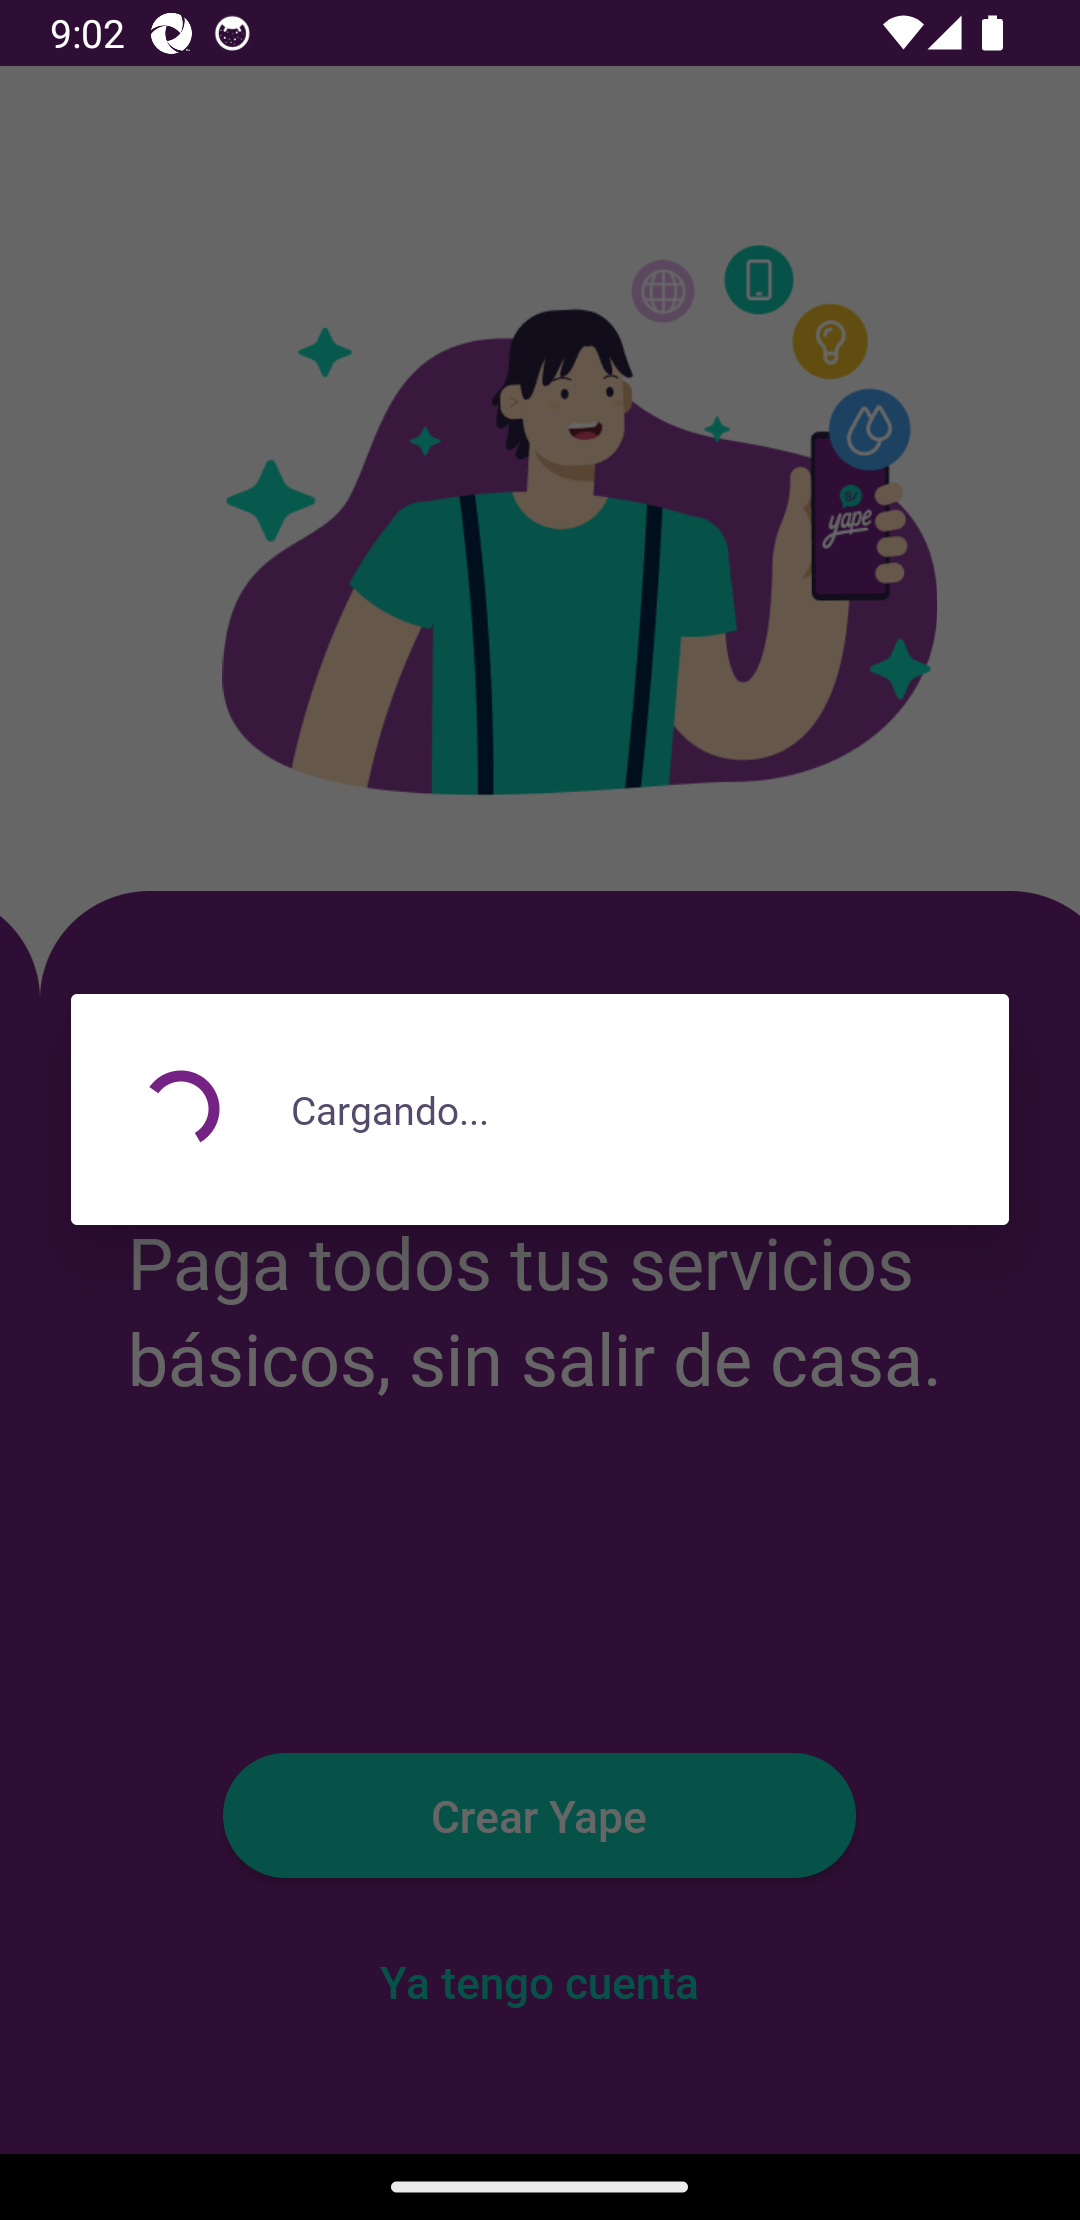 9:02
S/
yape
Cargando...
Paga todos tus servicios
básicos, sin salir de casa.
Crear Yape
Ya tengo cuenta